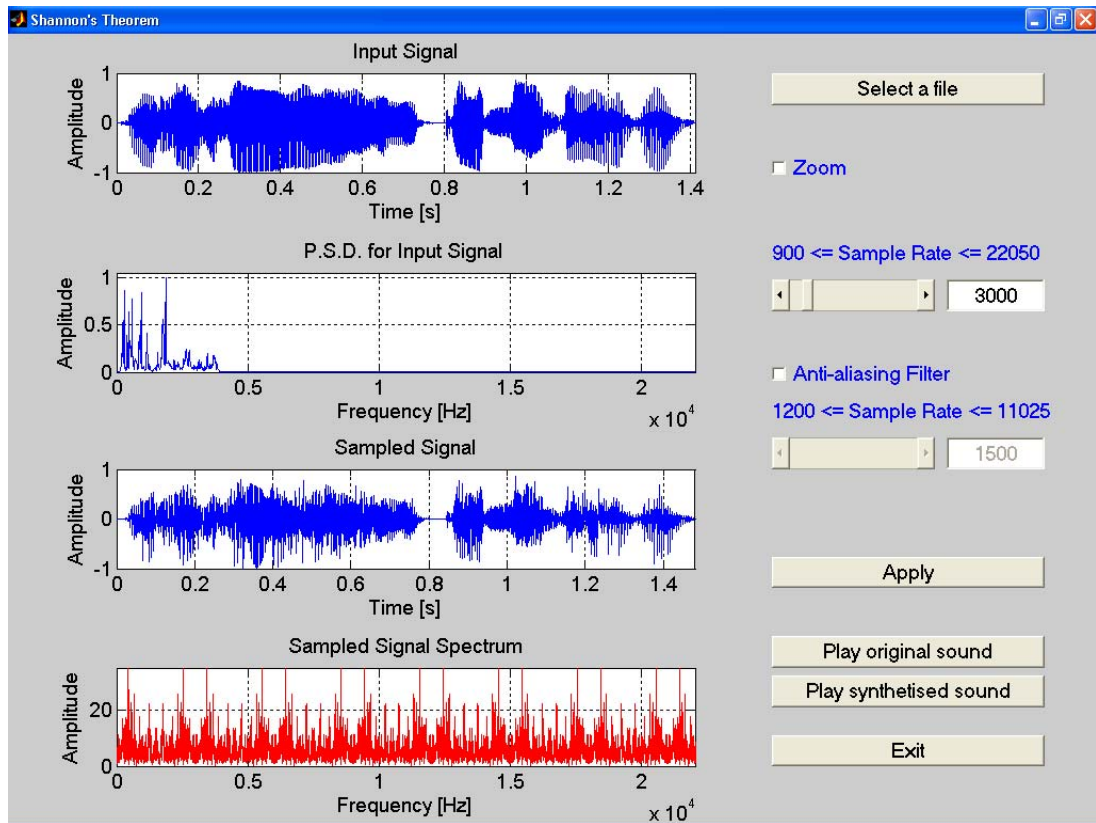 Shannon's Theorem
Input Signal
Amplitude
1
0
-1
0 0.2 0.4 0.6 0.8 1 1.2 1.4
Time [s]
P.S.D. for Input Signal
Amplitude
1
0.5
0
0 0.5 1 1.5 2
Frequency [Hz]
x 10⁴
Sampled Signal
Amplitude
1
0
-1
0 0.2 0.4 0.6 0.8 1 1.2 1.4
Time [s]
Sampled Signal Spectrum
Amplitude
20
0
0 0.5 1 1.5 2
Frequency [Hz]
x 10⁴
Select a file
Zoom
900 <= Sample Rate <= 22050
3000
Anti-aliasing Filter
1200 <= Sample Rate <= 11025
1500
Apply
Play original sound
Play synthetised sound
Exit